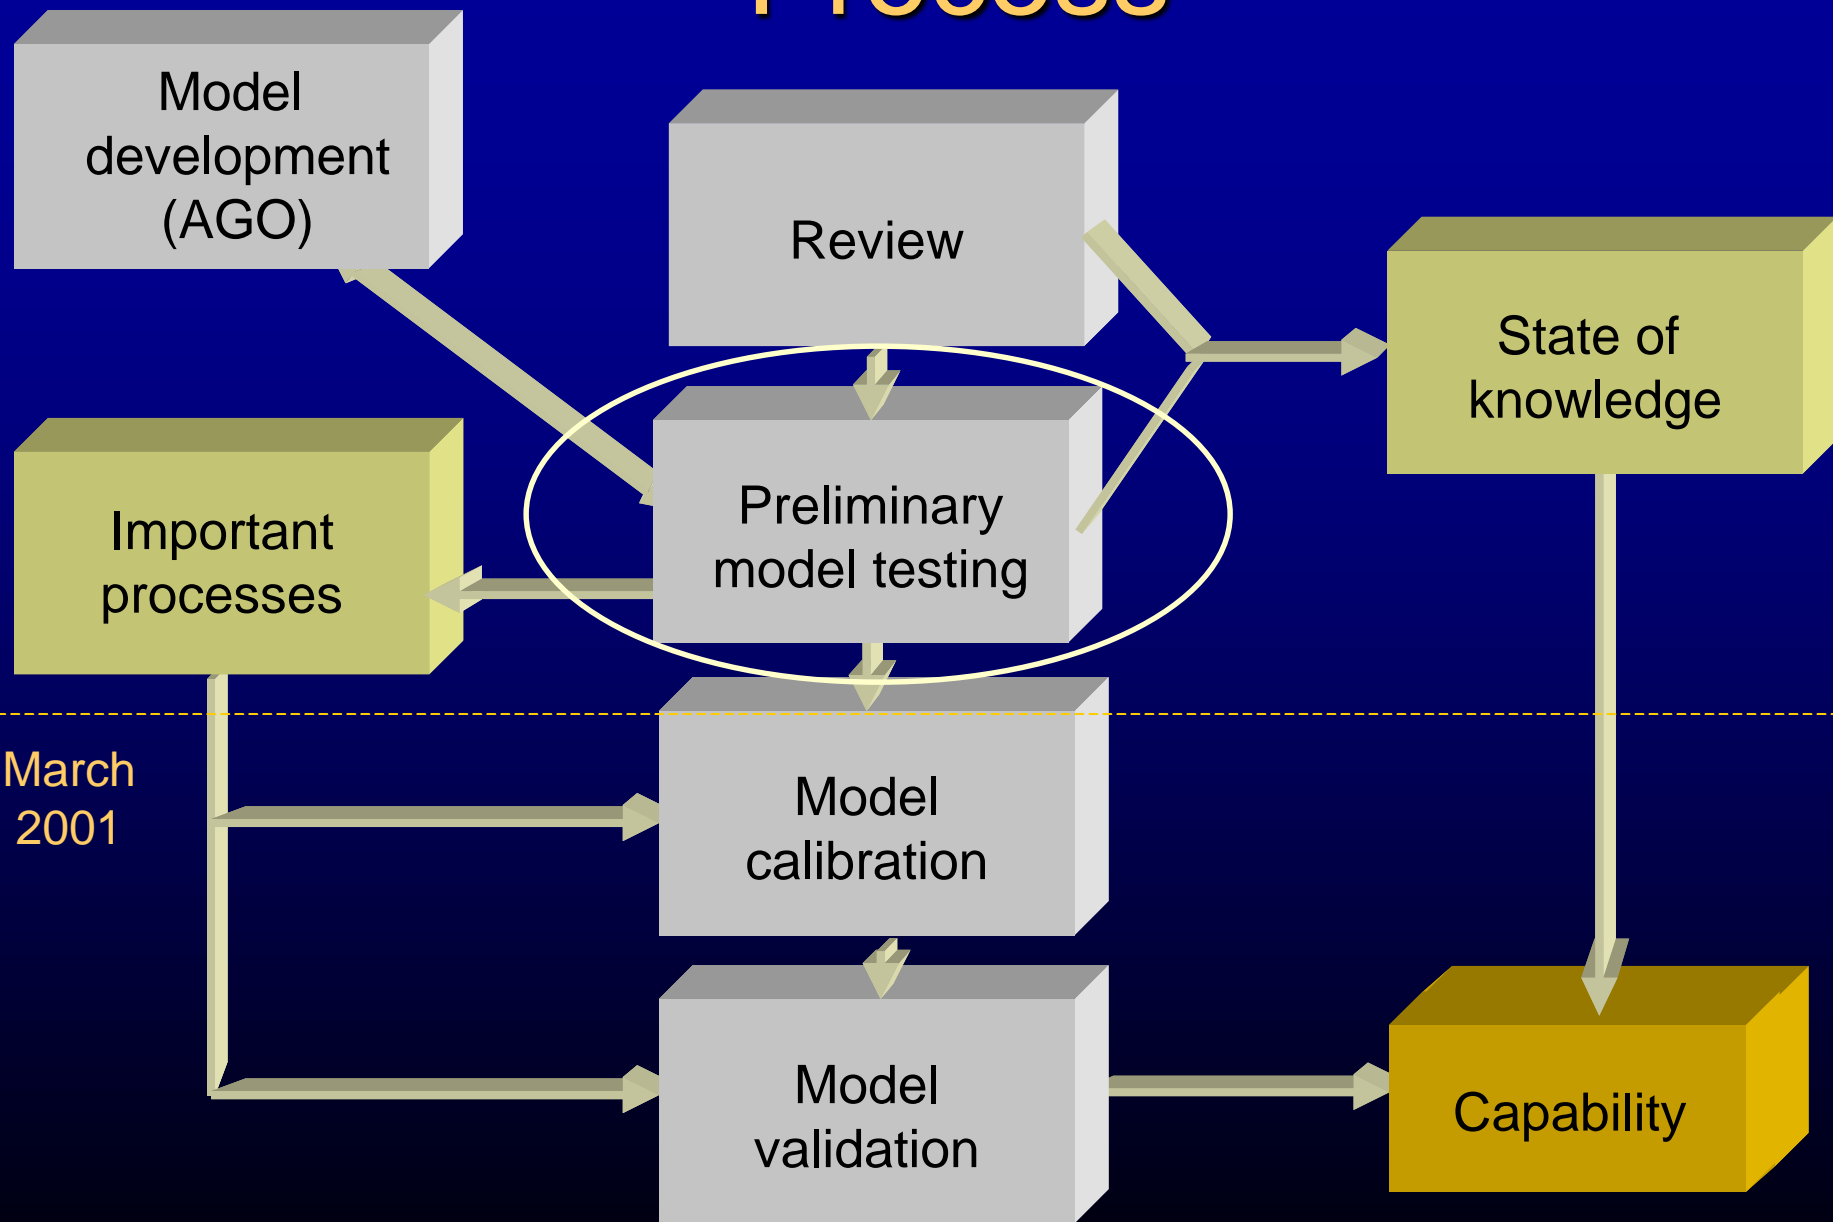 Process
Model
development
(AGO)
Review
State of
knowledge
Preliminary
model testing
Important
processes
March
2001
Model
calibration
Model
validation
Capability